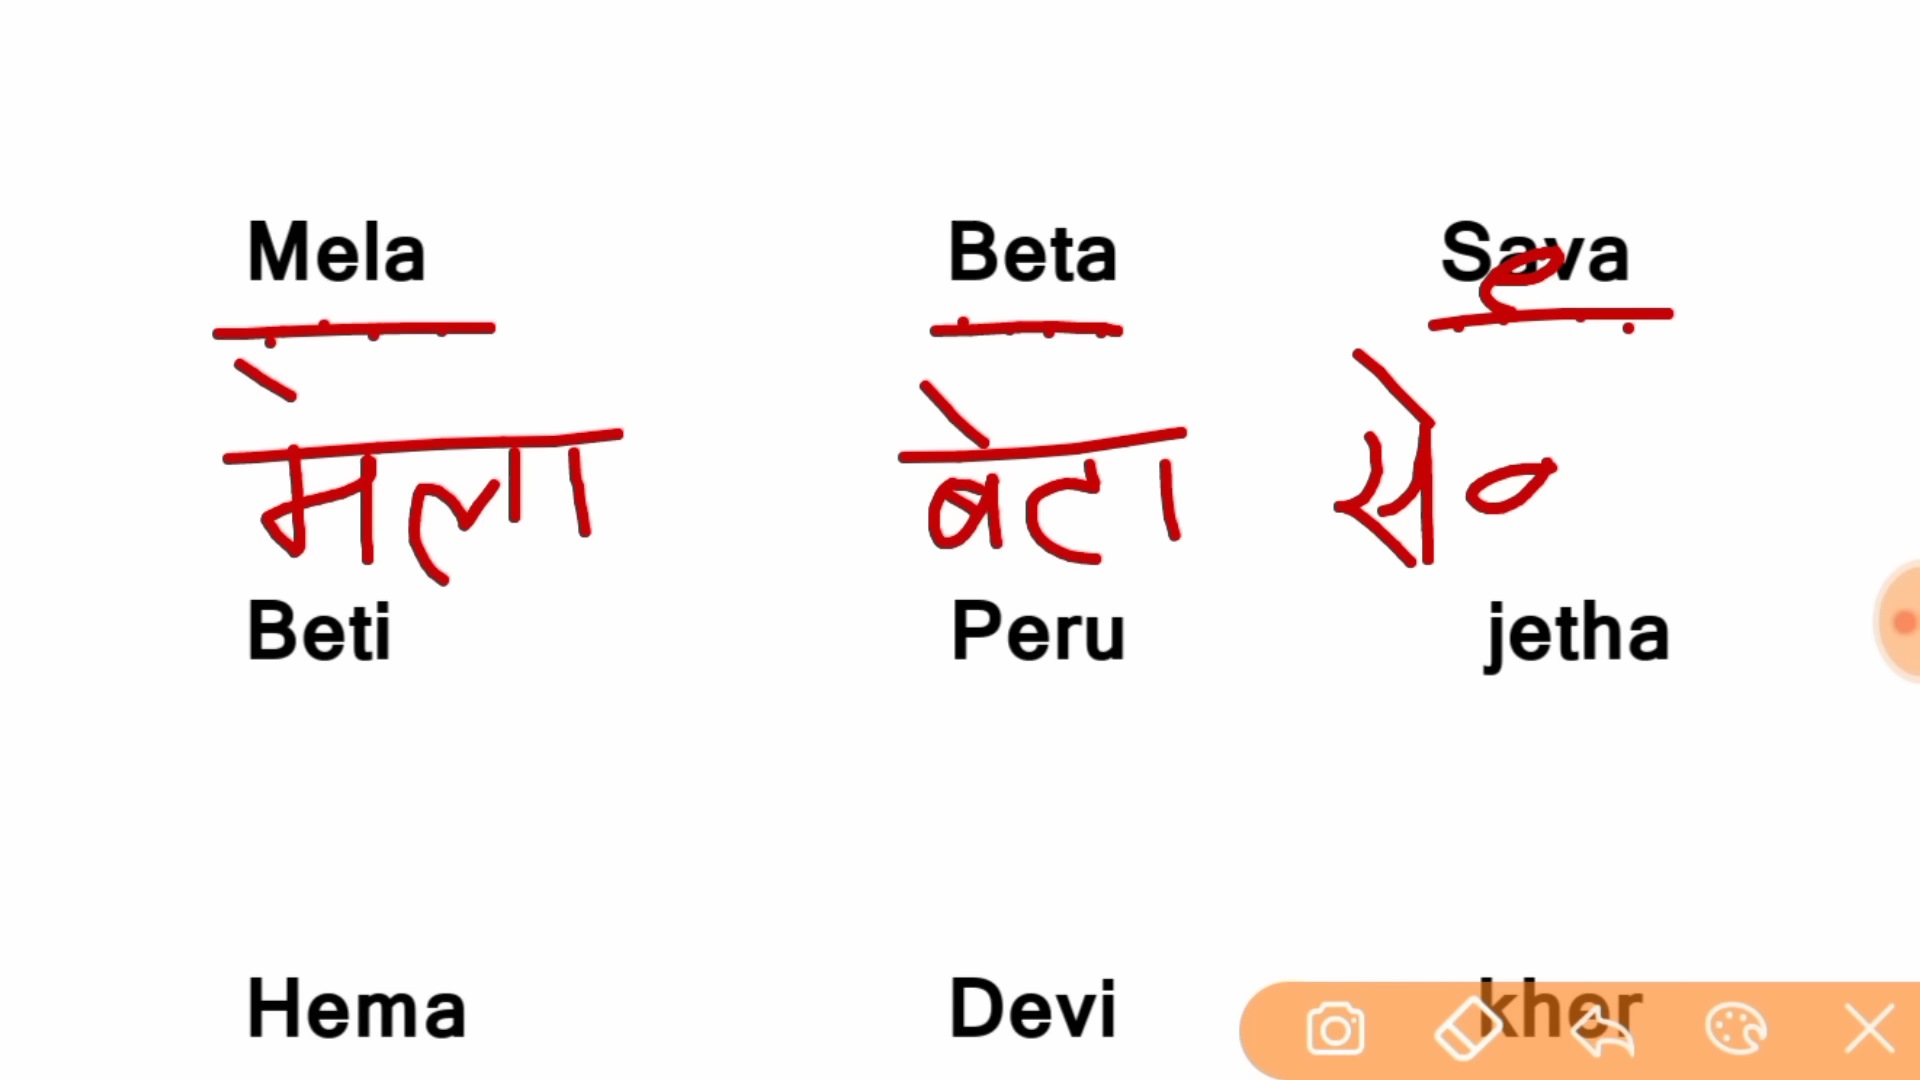 Mela Beta Sava
e
मेला बेटा से
Beti Peru jetha
Hema Devi kher